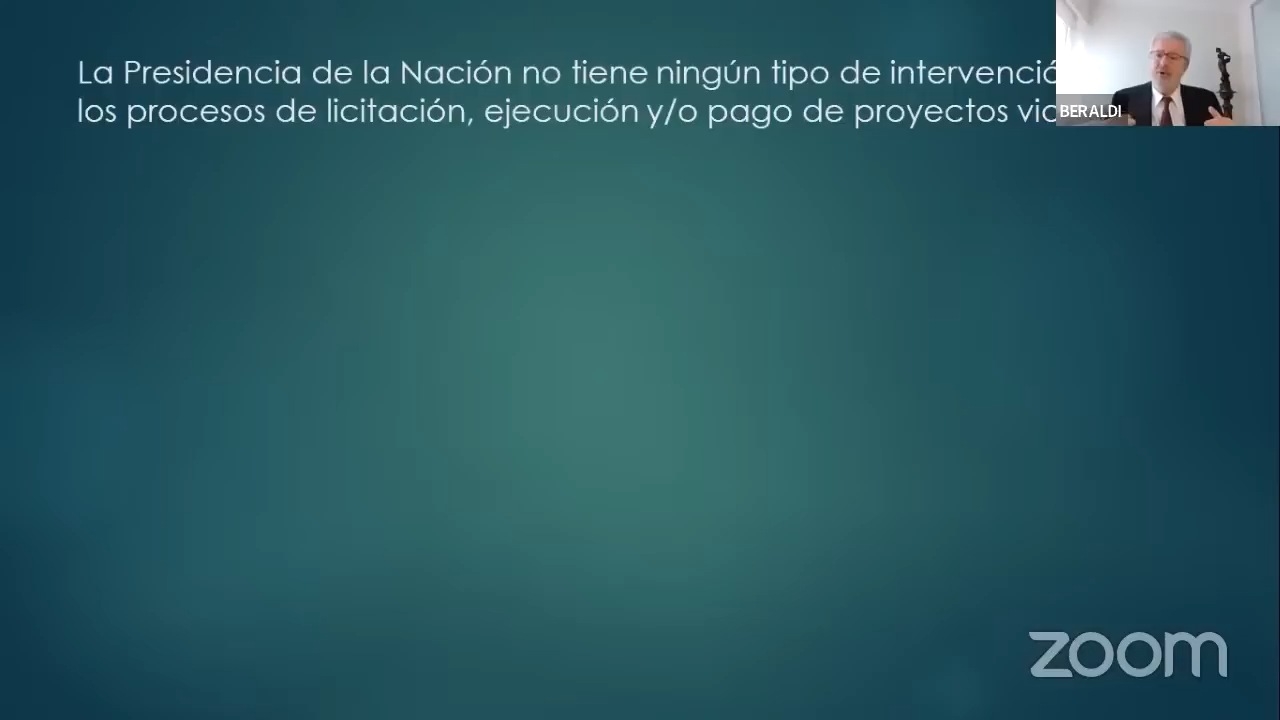 La Presidencia de la Nación no tiene ningún tipo de intervenció
los procesos de licitación, ejecución y/o pago de proyectos
BERALDI
zoom